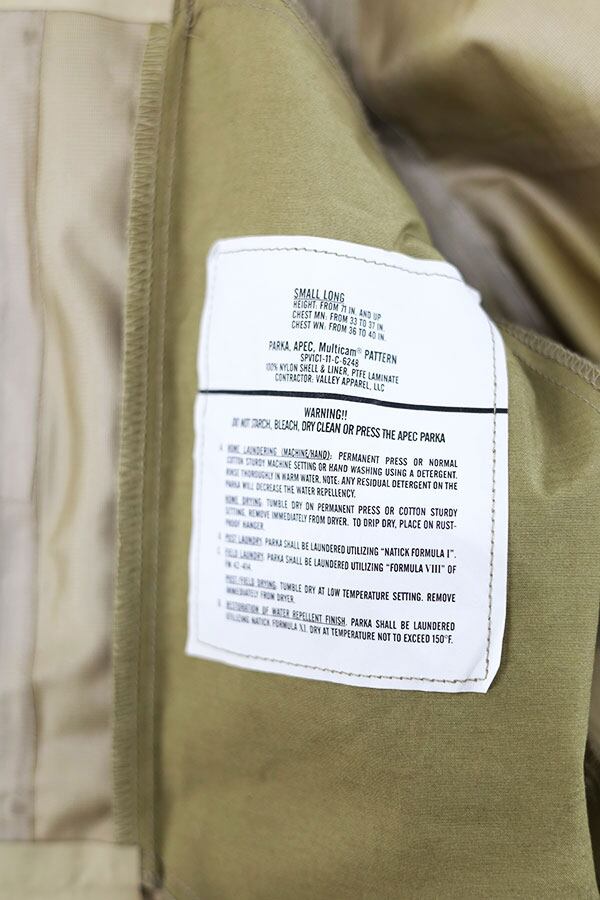 SMALL LONG
HEIGHT: FROM 71 IN. AND UP
CHEST MN: FROM 33 TO 37 IN.
CHEST WN: FROM 36 TO 40 IN.
PARKA, APEC, Multicam® PATTERN
SPV1C1-11-C-6248
100% NYLON SHELL & LINER, PTFE LAMINATE
CONTRACTOR: VALLEY APPAREL, LLC
WARNING!!
DO NOT STARCH, BLEACH, DRY CLEAN OR PRESS THE APEC PARKA
HOME LAUNDERING (MACHINE/HAND): PERMANENT PRESS OR NORMAL
COTTON STURDY MACHINE SETTING OR HAND WASHING USING A DETERGENT.
RINSE THOROUGHLY IN WARM WATER. NOTE: ANY RESIDUAL DETERGENT ON THE
PARKA WILL DECREASE THE WATER REPELLENCY.
HOME DRYING: TUMBLE DRY ON PERMANENT PRESS OR COTTON STURDY
SETTING. REMOVE IMMEDIATELY FROM DRYER. TO DRIP DRY, PLACE ON RUST-
PROOF HANGER.
POST LAUNDRY: PARKA SHALL BE LAUNDERED UTILIZING "NATICK FORMULA I".
FIELD LAUNDRY: PARKA SHALL BE LAUNDERED UTILIZING "FORMULA VIII" OF
FM 42-414.
POST/FIELD DRYING: TUMBLE DRY AT LOW TEMPERATURE SETTING. REMOVE
IMMEDIATELY FROM DRYER.
RESTORATION OF WATER REPELLENT FINISH. PARKA SHALL BE LAUNDERED
UTILIZING NATICK FORMULA XI. DRY AT TEMPERATURE NOT TO EXCEED 150°F.